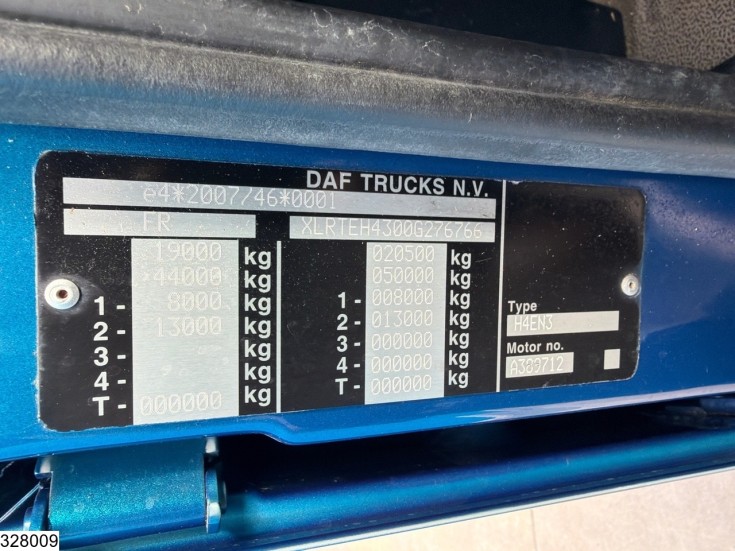 DAF TRUCKS N.V.
e4*2007/46*0001
FR XLRTEH4300G276766
19000 kg 020500 kg
44000 kg 050000 kg
1- 8000 kg 1- 008000 kg
2- 13000 kg 2- 013000 kg
3- kg 3- 000000 kg
4- kg 4- 000000 kg
T- 000000 kg T- 000000 kg
Type
H4EN3
Motor no.
A389712
328009